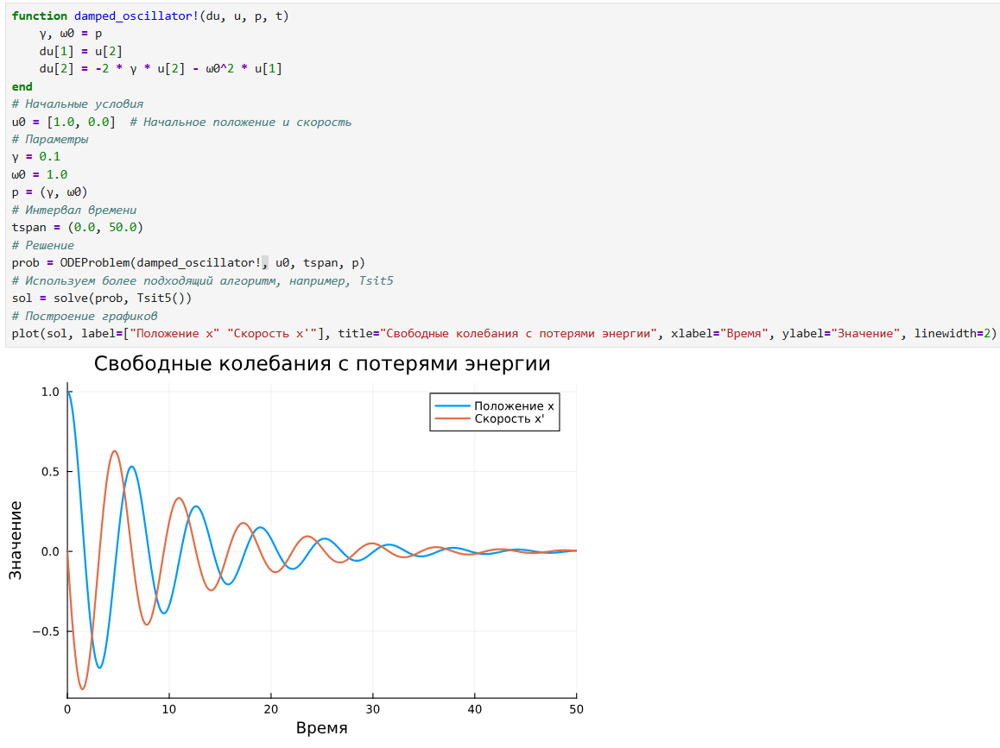 function damped_oscillator!(du, u, p, t)
    γ, ω0 = p
    du[1] = u[2]
    du[2] = -2 * γ * u[2] - ω0^2 * u[1]
end
# Начальные условия
u0 = [1.0, 0.0]  # Начальное положение и скорость
# Параметры
γ = 0.1
ω0 = 1.0
p = (γ, ω0)
# Интервал времени
tspan = (0.0, 50.0)
# Решение
prob = ODEProblem(damped_oscillator!, u0, tspan, p)
# Используем более подходящий алгоритм, например, Tsit5
sol = solve(prob, Tsit5())
# Построение графиков
plot(sol, label=["Положение x" "Скорость x'"], title="Свободные колебания с потерями энергии", xlabel="Время", ylabel="Значение", linewidth=2)
Свободные колебания с потерями энергии
Положение x
Скорость x'
1.0
0.5
0.0
−0.5
Значение
0 10 20 30 40 50
Время